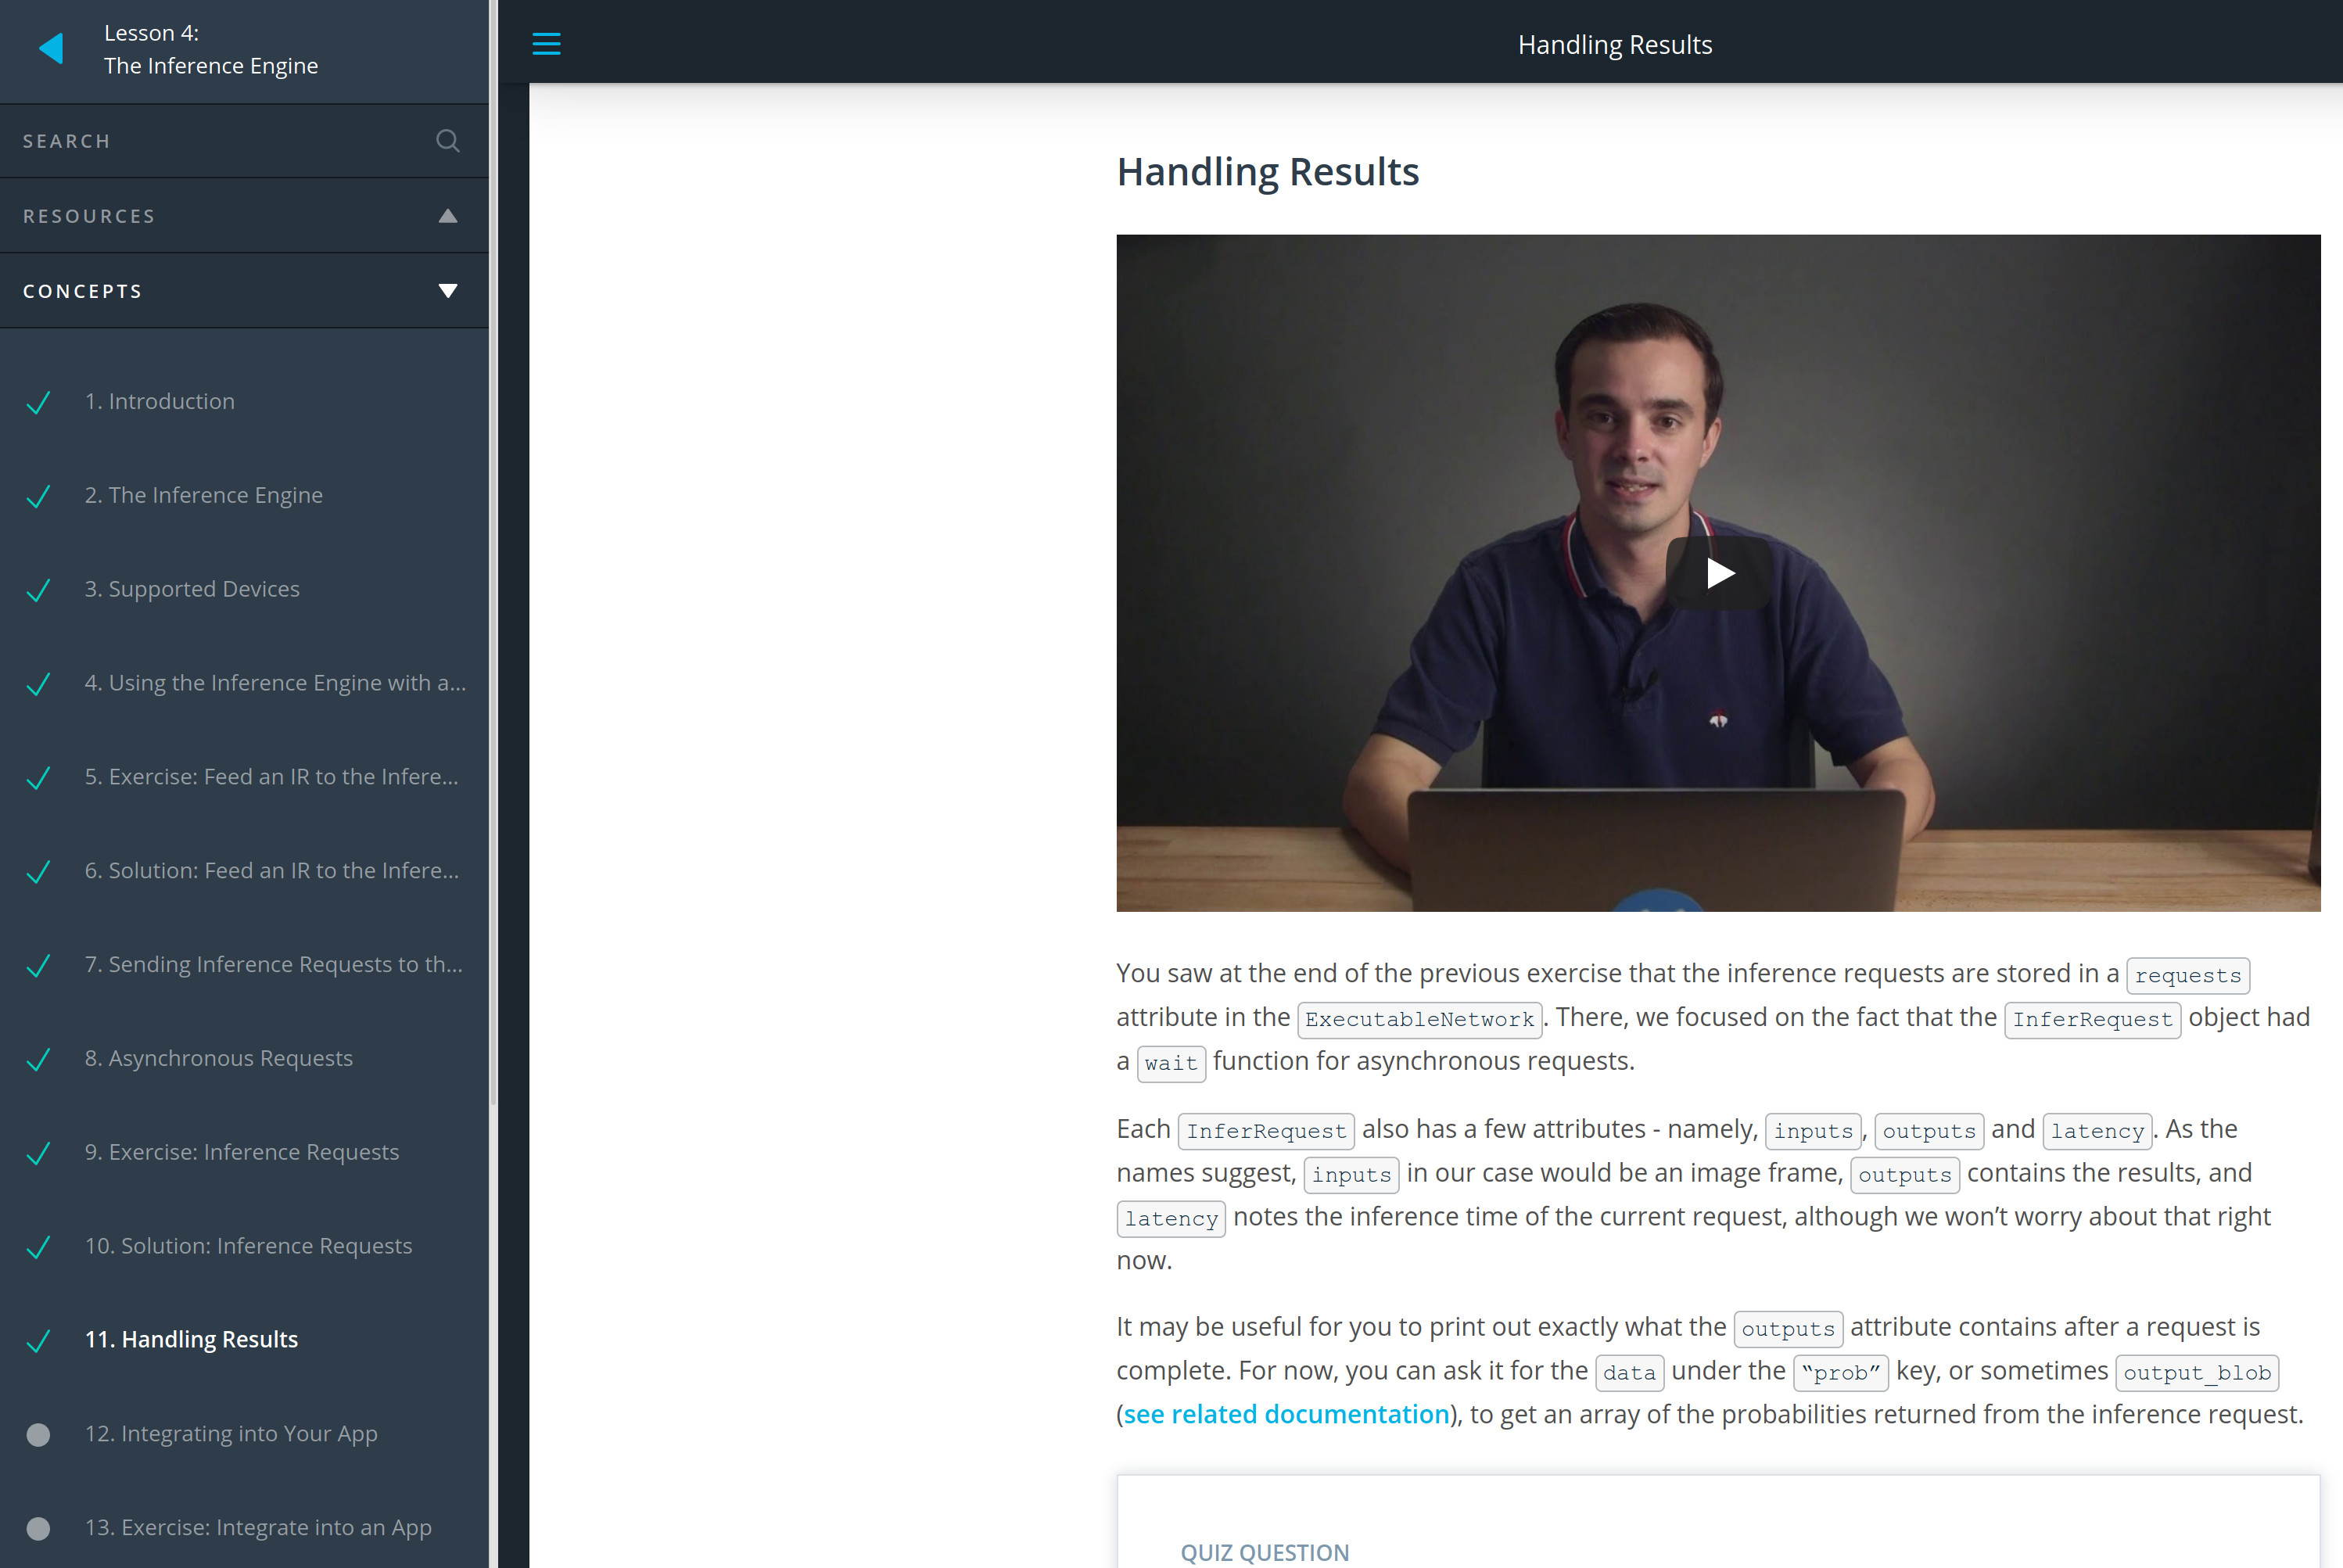 Lesson 4:
The Inference Engine
SEARCH
RESOURCES
CONCEPTS
1. Introduction
2. The Inference Engine
3. Supported Devices
4. Using the Inference Engine with a...
5. Exercise: Feed an IR to the Infere...
6. Solution: Feed an IR to the Infere...
7. Sending Inference Requests to th...
8. Asynchronous Requests
9. Exercise: Inference Requests
10. Solution: Inference Requests
11. Handling Results
12. Integrating into Your App
13. Exercise: Integrate into an App
Handling Results
Handling Results
You saw at the end of the previous exercise that the inference requests are stored in a requests
attribute in the ExecutableNetwork. There, we focused on the fact that the InferRequest object had
a wait function for asynchronous requests.
Each InferRequest also has a few attributes - namely, inputs, outputs and latency. As the
names suggest, inputs in our case would be an image frame, outputs contains the results, and
latency notes the inference time of the current request, although we won’t worry about that right
now.
It may be useful for you to print out exactly what the outputs attribute contains after a request is
complete. For now, you can ask it for the data under the “prob” key, or sometimes output_blob
(see related documentation), to get an array of the probabilities returned from the inference request.
QUIZ QUESTION